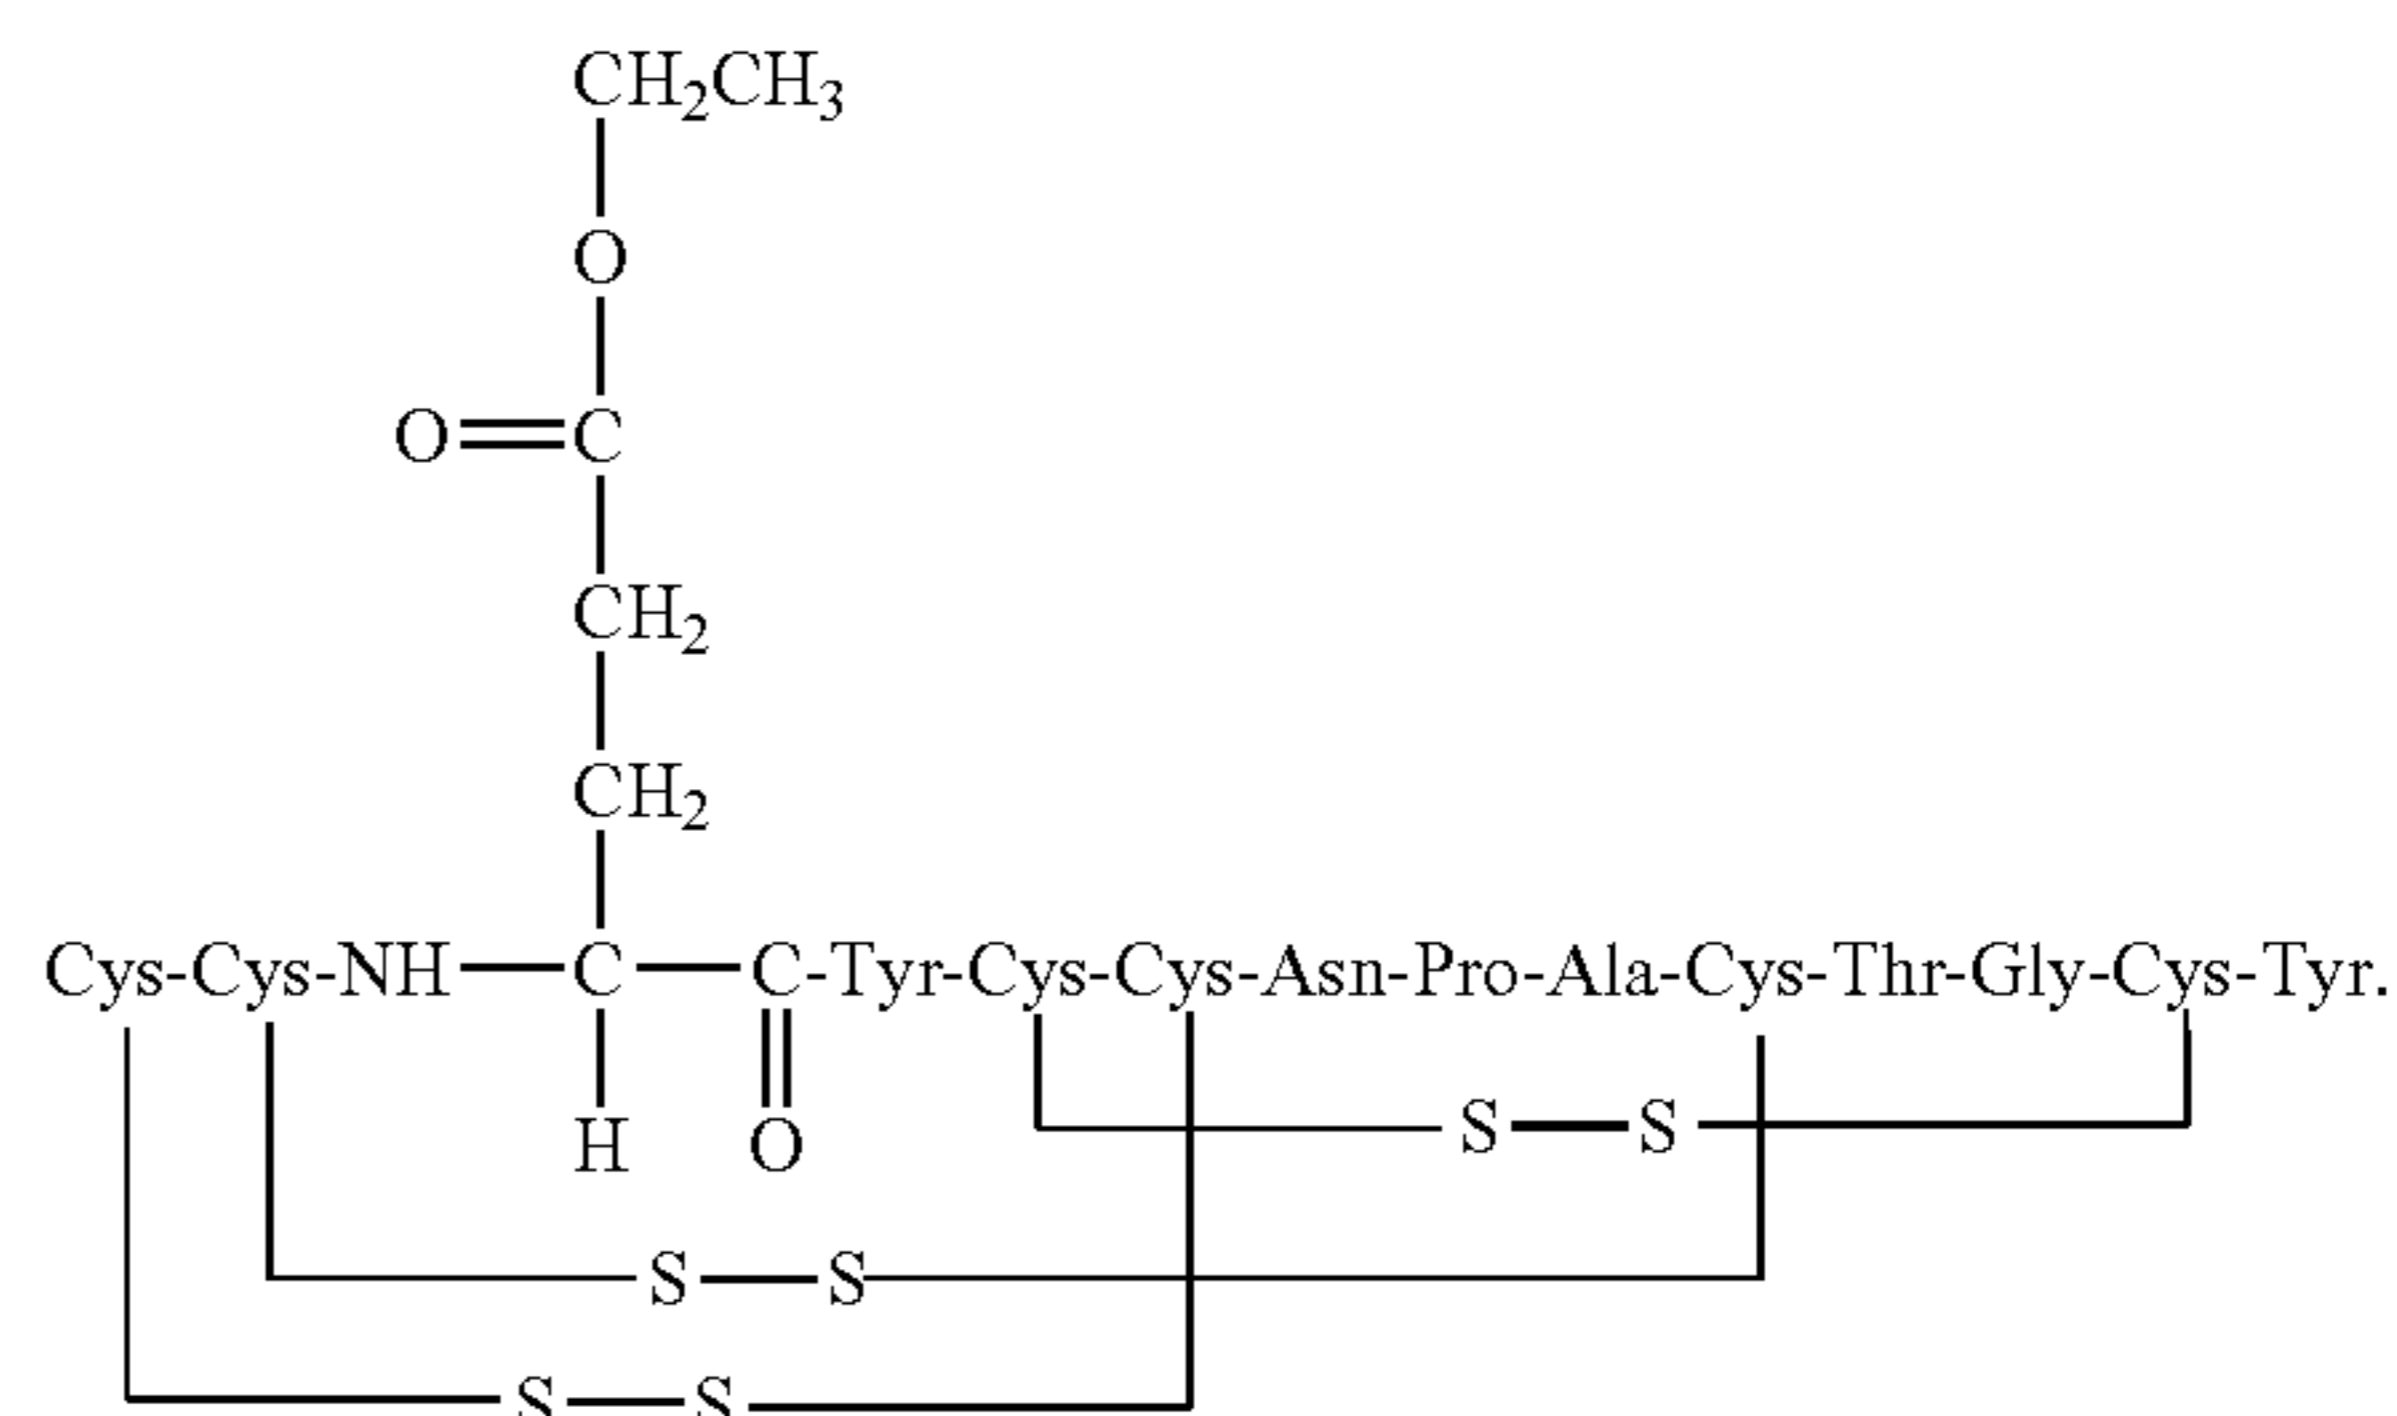 CH2CH3
O
O=C
CH2
CH2
Cys-Cys-NH—C—C-Tyr-Cys-Cys-Asn-Pro-Ala-Cys-Thr-Gly-Cys-Tyr.
H O
S—S
S—S
S—S